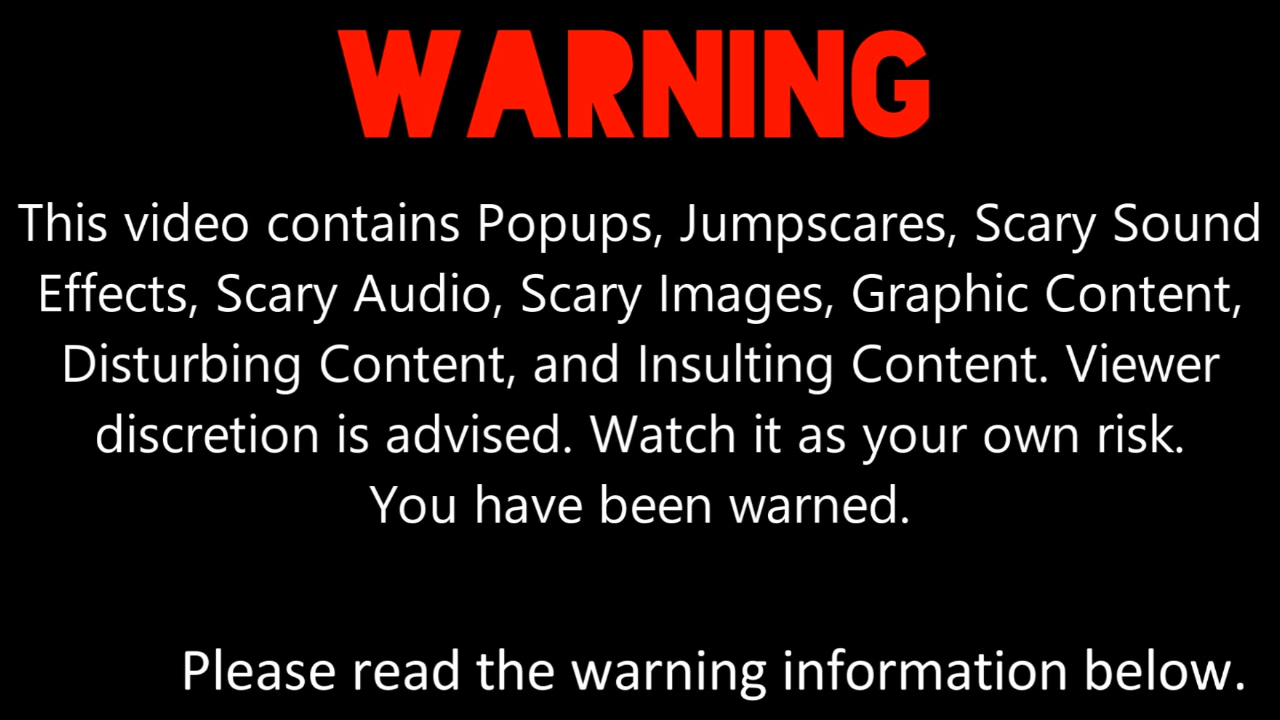 WARNING
This video contains Popups, Jumpscares, Scary Sound
Effects, Scary Audio, Scary Images, Graphic Content,
Disturbing Content, and Insulting Content. Viewer
discretion is advised. Watch it as your own risk.
You have been warned.
Please read the warning information below.